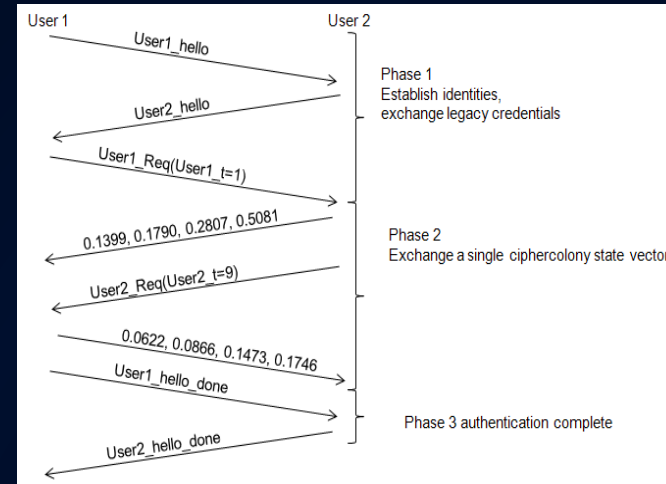 User 1
User 2
User1_hello
Phase 1
Establish identities,
exchange legacy credentials
User2_hello
User1_Req(User1_t=1)
0.1399, 0.1790, 0.2807, 0.5081
Phase 2
Exchange a single ciphercolony state vector
User2_Req(User2_t=9)
0.0622, 0.0866, 0.1473, 0.1746
User1_hello_done
Phase 3 authentication complete
User2_hello_done